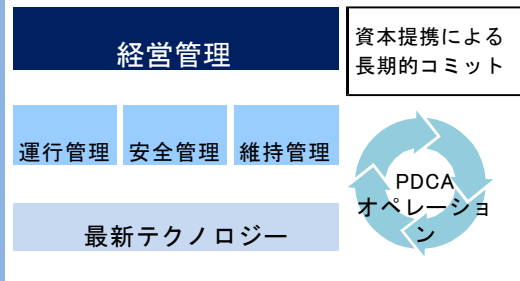 経営管理
資本提携による
長期的コミット
運行管理 安全管理 維持管理
最新テクノロジー
PDCA
オペレーショ
ン